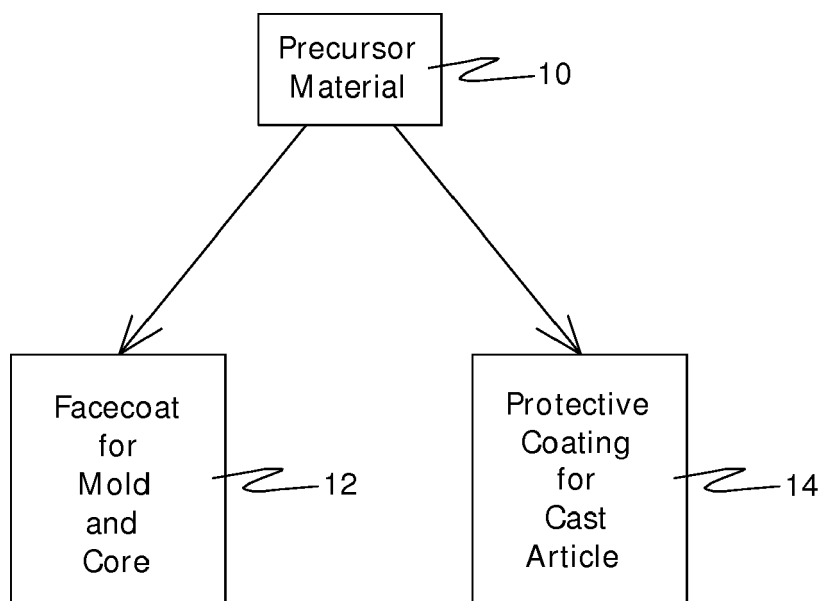 Precursor
Material
10
Facecoat
for
Mold
and
Core
12
Protective
Coating
for
Cast
Article
14